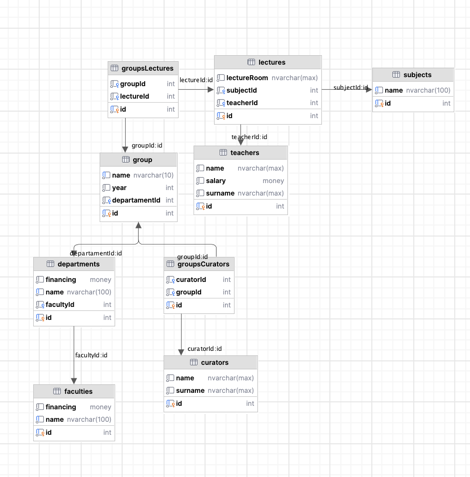 groupsLectures
groupId int
lectureId int
id int
lectureId:id
lectures
lectureRoom nvarchar(max)
subjectId int
teacherId int
id int
subjectId:id
subjects
name nvarchar(100)
id int
groupId:id
teacherId:id
group
name nvarchar(10)
year int
departamentId int
id int
teachers
name nvarchar(max)
salary money
surname nvarchar(max)
id int
departamentId:id
departments
financing money
name nvarchar(100)
facultyId int
id int
groupId:id
groupsCurators
curatorId int
groupId int
id int
facultyId:id
curatorId:id
curators
name nvarchar(max)
surname nvarchar(max)
id int
faculties
financing money
name nvarchar(100)
id int